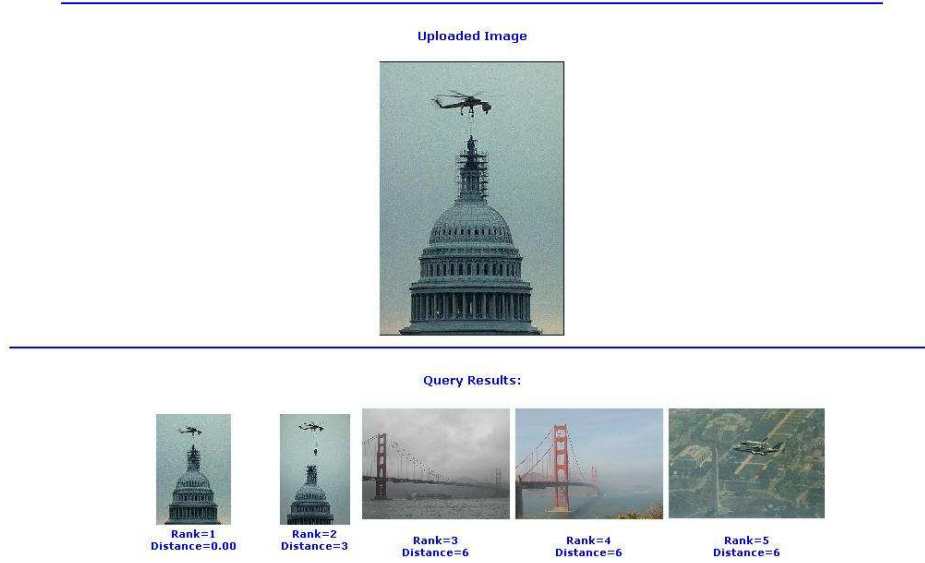 Uploaded Image
Query Results:
Rank=1
Distance=0.00
Rank=2
Distance=3
Rank=3
Distance=6
Rank=4
Distance=6
Rank=5
Distance=6